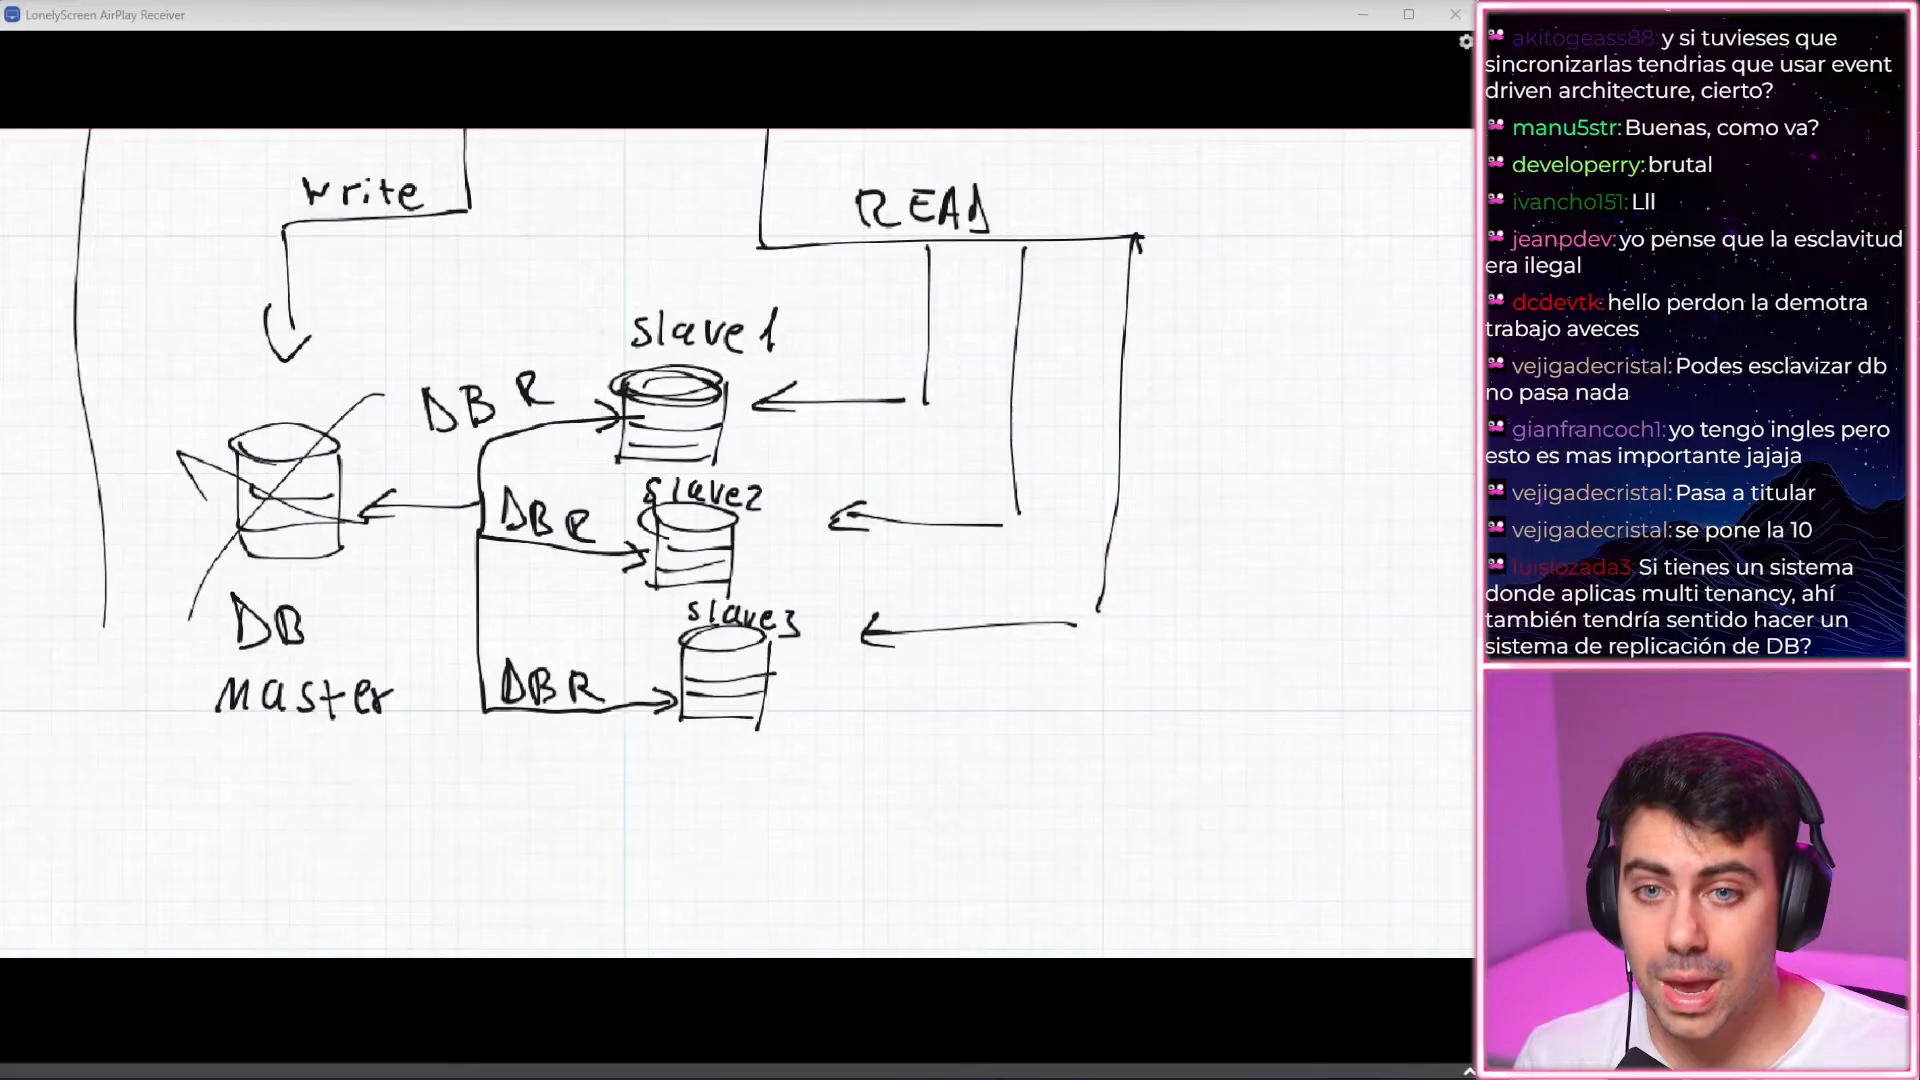 LonelyScreen AirPlay Receiver
write
READ
slave1
DB R
slave2
DBR
slave3
DBR
DB
master
akitogeass88: y si tuvieses que
sincronizarlas tendrias que usar event
driven architecture, cierto?
manu5str: Buenas, como va?
developerry: brutal
ivancho151: Lll
jeanpdev: yo pense que la esclavitud
era ilegal
dcdevtk: hello perdon la demotra
trabajo aveces
vejigadecristal: Podes esclavizar db
no pasa nada
gianfrancoch1: yo tengo ingles pero
esto es mas importante jajaja
vejigadecristal: Pasa a titular
vejigadecristal: se pone la 10
luislozada3: Si tienes un sistema
donde aplicas multi tenancy, ahí
también tendría sentido hacer un
sistema de replicación de DB?